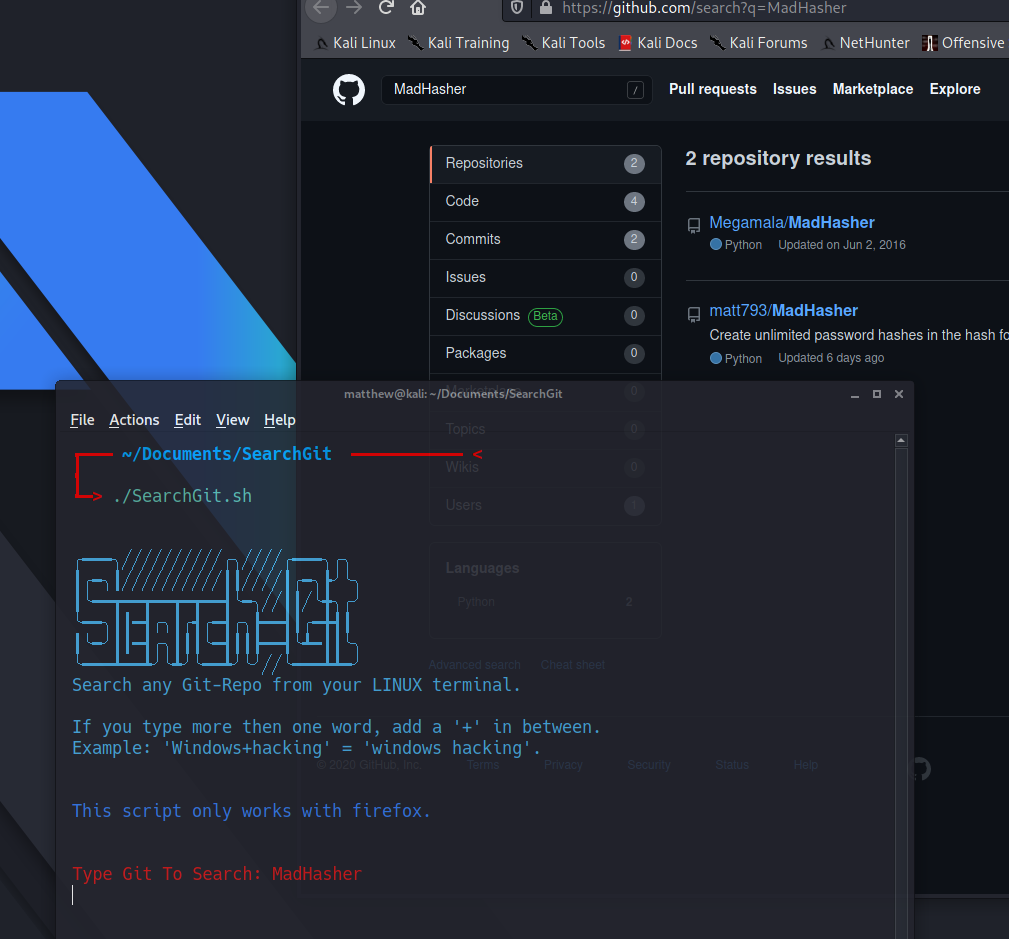 https://github.com/search?q=MadHasher
Kali Linux Kali Training Kali Tools Kali Docs Kali Forums NetHunter Offensive
MadHasher / Pull requests Issues Marketplace Explore
Repositories 2
Code 4
Commits 2
Issues 0
Discussions Beta 0
Packages 0
Marketplace 0
Topics 0
Wikis 0
Users 1
Languages
Python 2
Advanced search Cheat sheet
2 repository results
Megamala/MadHasher
Python Updated on Jun 2, 2016
matt793/MadHasher
Create unlimited password hashes in the hash fo
Python Updated 6 days ago
© 2020 GitHub, Inc. Terms Privacy Security Status Help
matthew@kali: ~/Documents/SearchGit
File Actions Edit View Help
~/Documents/SearchGit <
> ./SearchGit.sh
SearchGit
Search any Git-Repo from your LINUX terminal.
If you type more then one word, add a '+' in between.
Example: 'Windows+hacking' = 'windows hacking'.
This script only works with firefox.
Type Git To Search: MadHasher